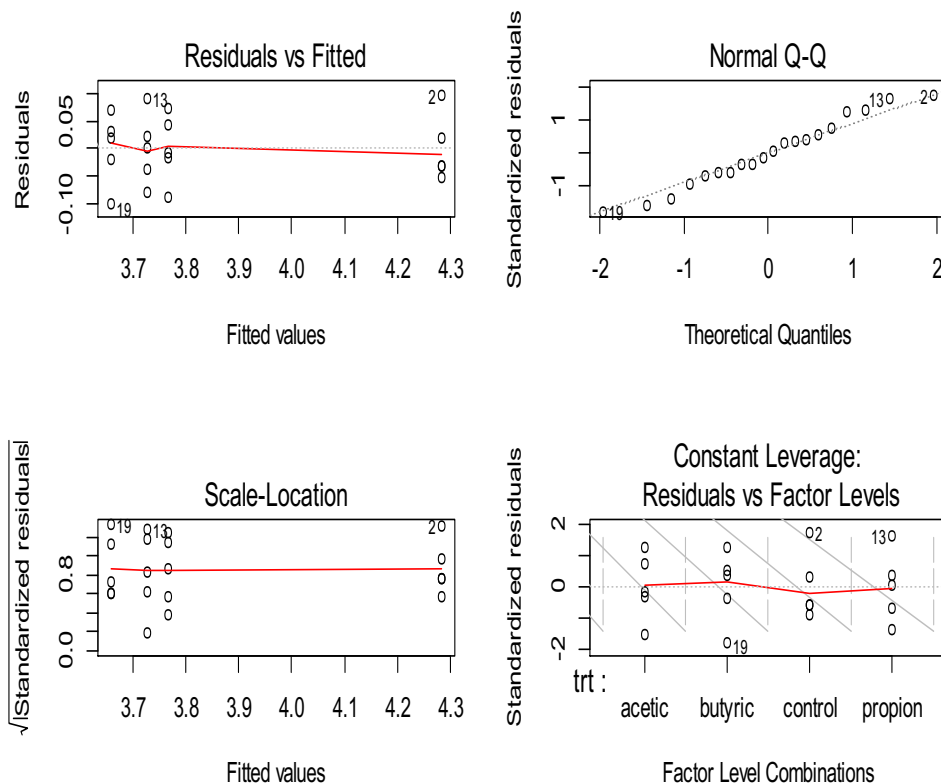 Residuals vs Fitted
Residuals
0.05
-0.10
13
19
2
3.7 3.8 3.9 4.0 4.1 4.2 4.3
Fitted values
Normal Q-Q
Standardized residuals
1
-1
19
13
2
-2 -1 0 1 2
Theoretical Quantiles
Scale-Location
√|Standardized residuals|
0.8
0.0
19
13
2
3.7 3.8 3.9 4.0 4.1 4.2 4.3
Fitted values
Constant Leverage:
Residuals vs Factor Levels
Standardized residuals
2
0
-2
2
13
19
trt :
acetic butyric control propion
Factor Level Combinations